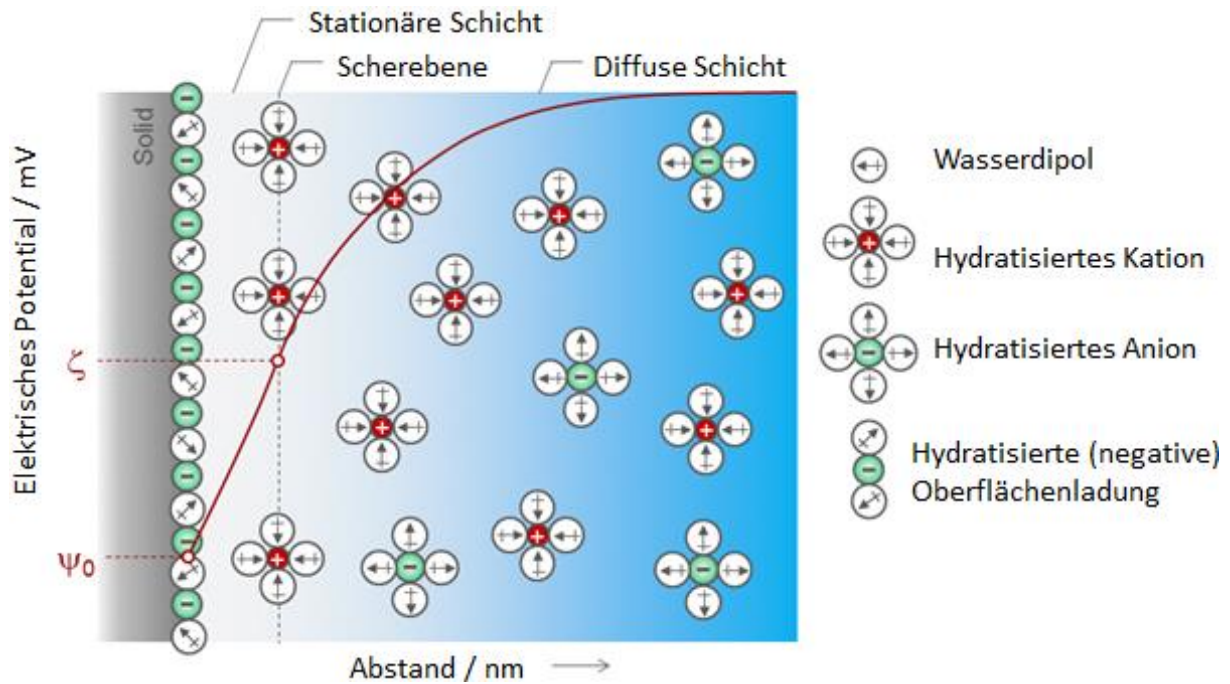 Stationäre Schicht
Scherebene
Diffuse Schicht
Solid
Elektrisches Potential / mV
ζ
ψ0
Abstand / nm
Wasserdipol
Hydratisiertes Kation
Hydratisiertes Anion
Hydratisierte (negative)
Oberflächenladung